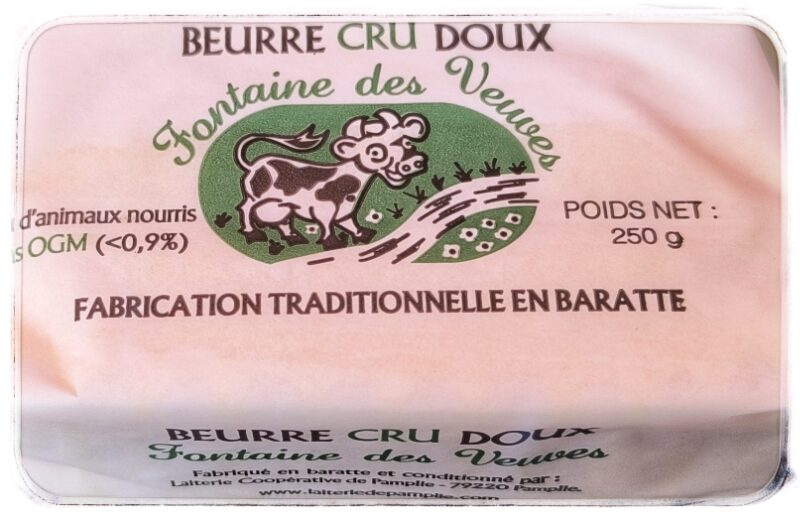 BEURRE CRU DOUX
Fontaine des Veuves
d'animaux nourris
OGM (<0,9%)
POIDS NET :
250 g
FABRICATION TRADITIONNELLE EN BARATTE
BEURRE CRU DOUX
Fontaine des Veuves
Fabriqué en baratte et conditionné par :
Laiterie Coopérative de Pamplie - 79220 Pamplie.
www.laiteriedepamplie.com